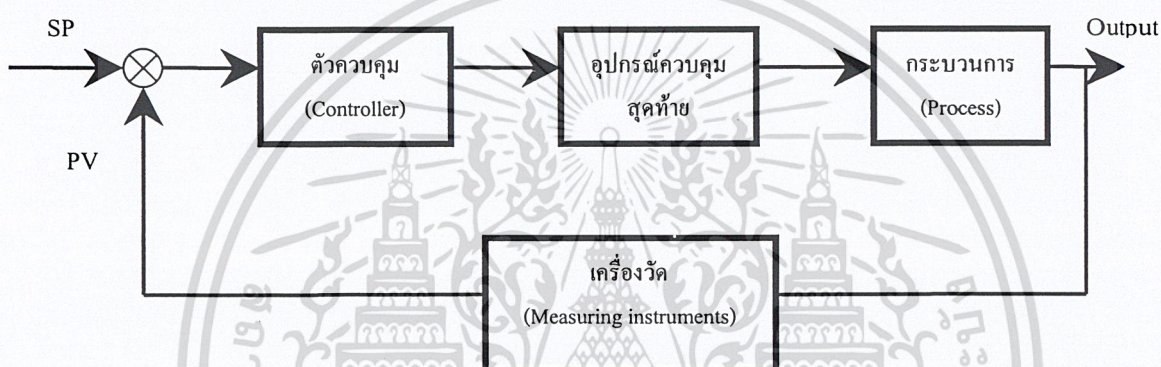 SP
Output
ตัวควบคุม
(Controller)
อุปกรณ์ควบคุม
สุดท้าย
กระบวนการ
(Process)
PV
เครื่องวัด
(Measuring instruments)